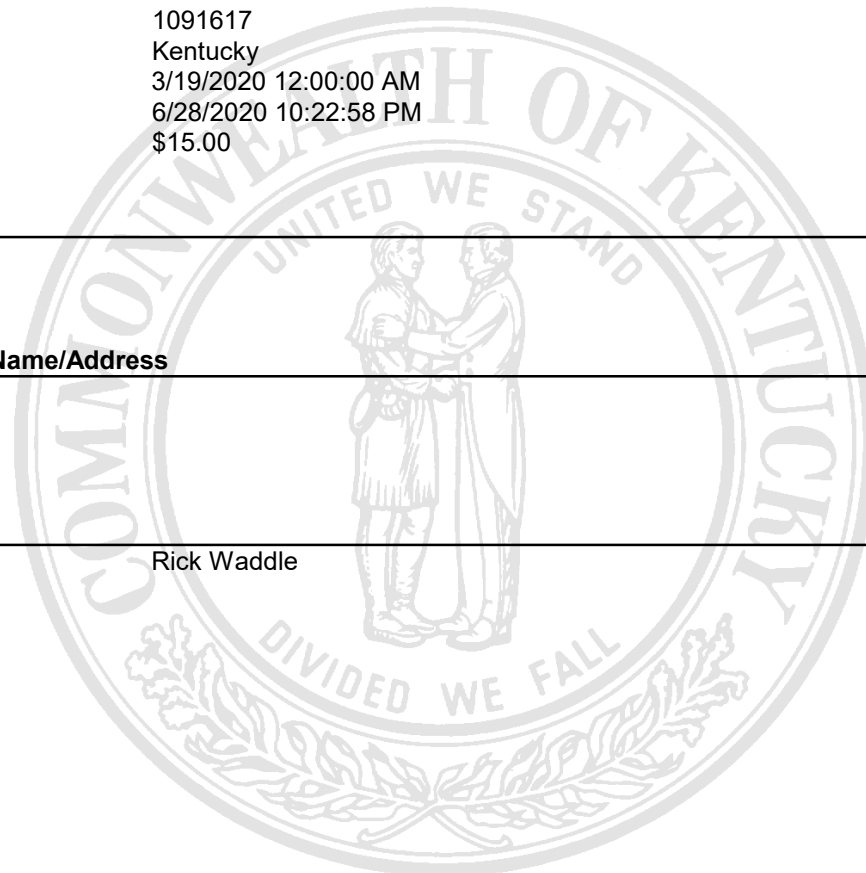 1091617
Kentucky
3/19/2020 12:00:00 AM
6/28/2020 10:22:58 PM
$15.00
COMMONWEALTH OF KENTUCKY
UNITED WE STAND
Name/Address
Rick Waddle
DIVIDED WE FALL